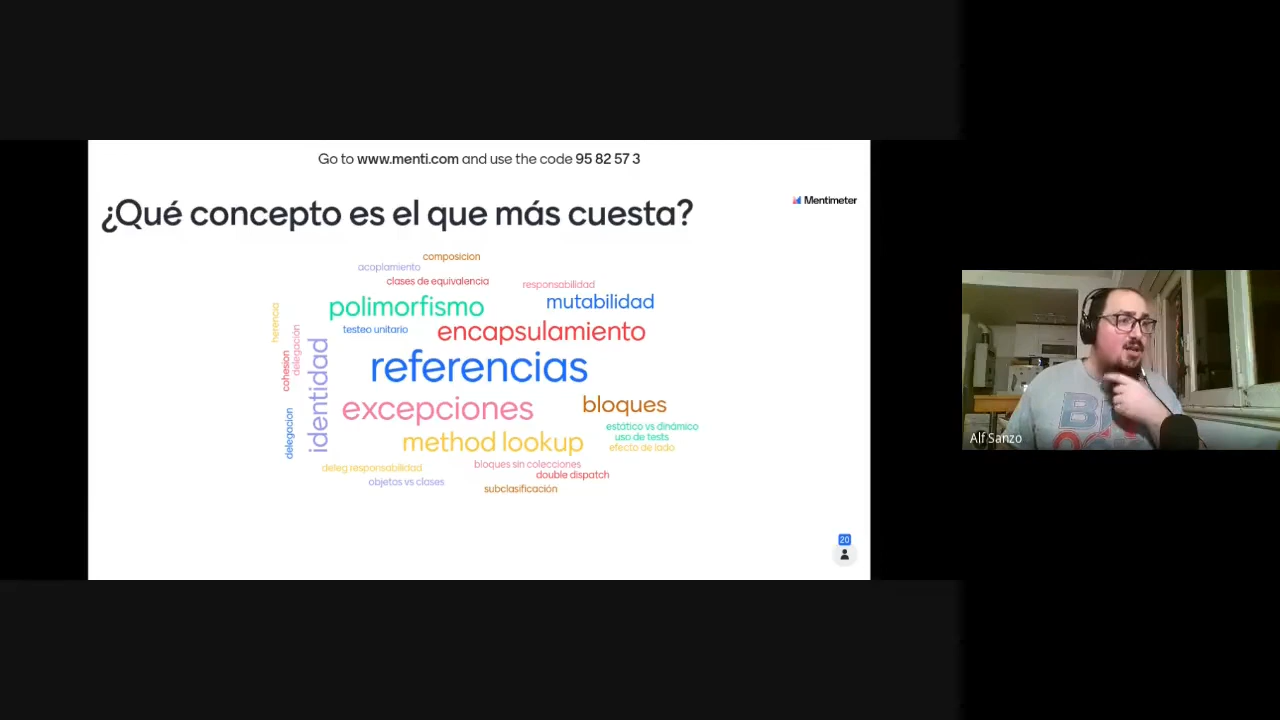 Go to www.menti.com and use the code 95 82 57 3
¿Qué concepto es el que más cuesta?
Mentimeter
composicion
acoplamiento
clases de equivalencia
responsabilidad
polimorfismo
mutabilidad
herencia
testeo unitario
encapsulamiento
delegación
cohesion
identidad
referencias
excepciones
bloques
delegacion
estático vs dinámico
method lookup
uso de tests
efecto de lado
deleg responsabilidad
bloques sin colecciones
objetos vs clases
double dispatch
subclasificación
20
Alf Sanzo